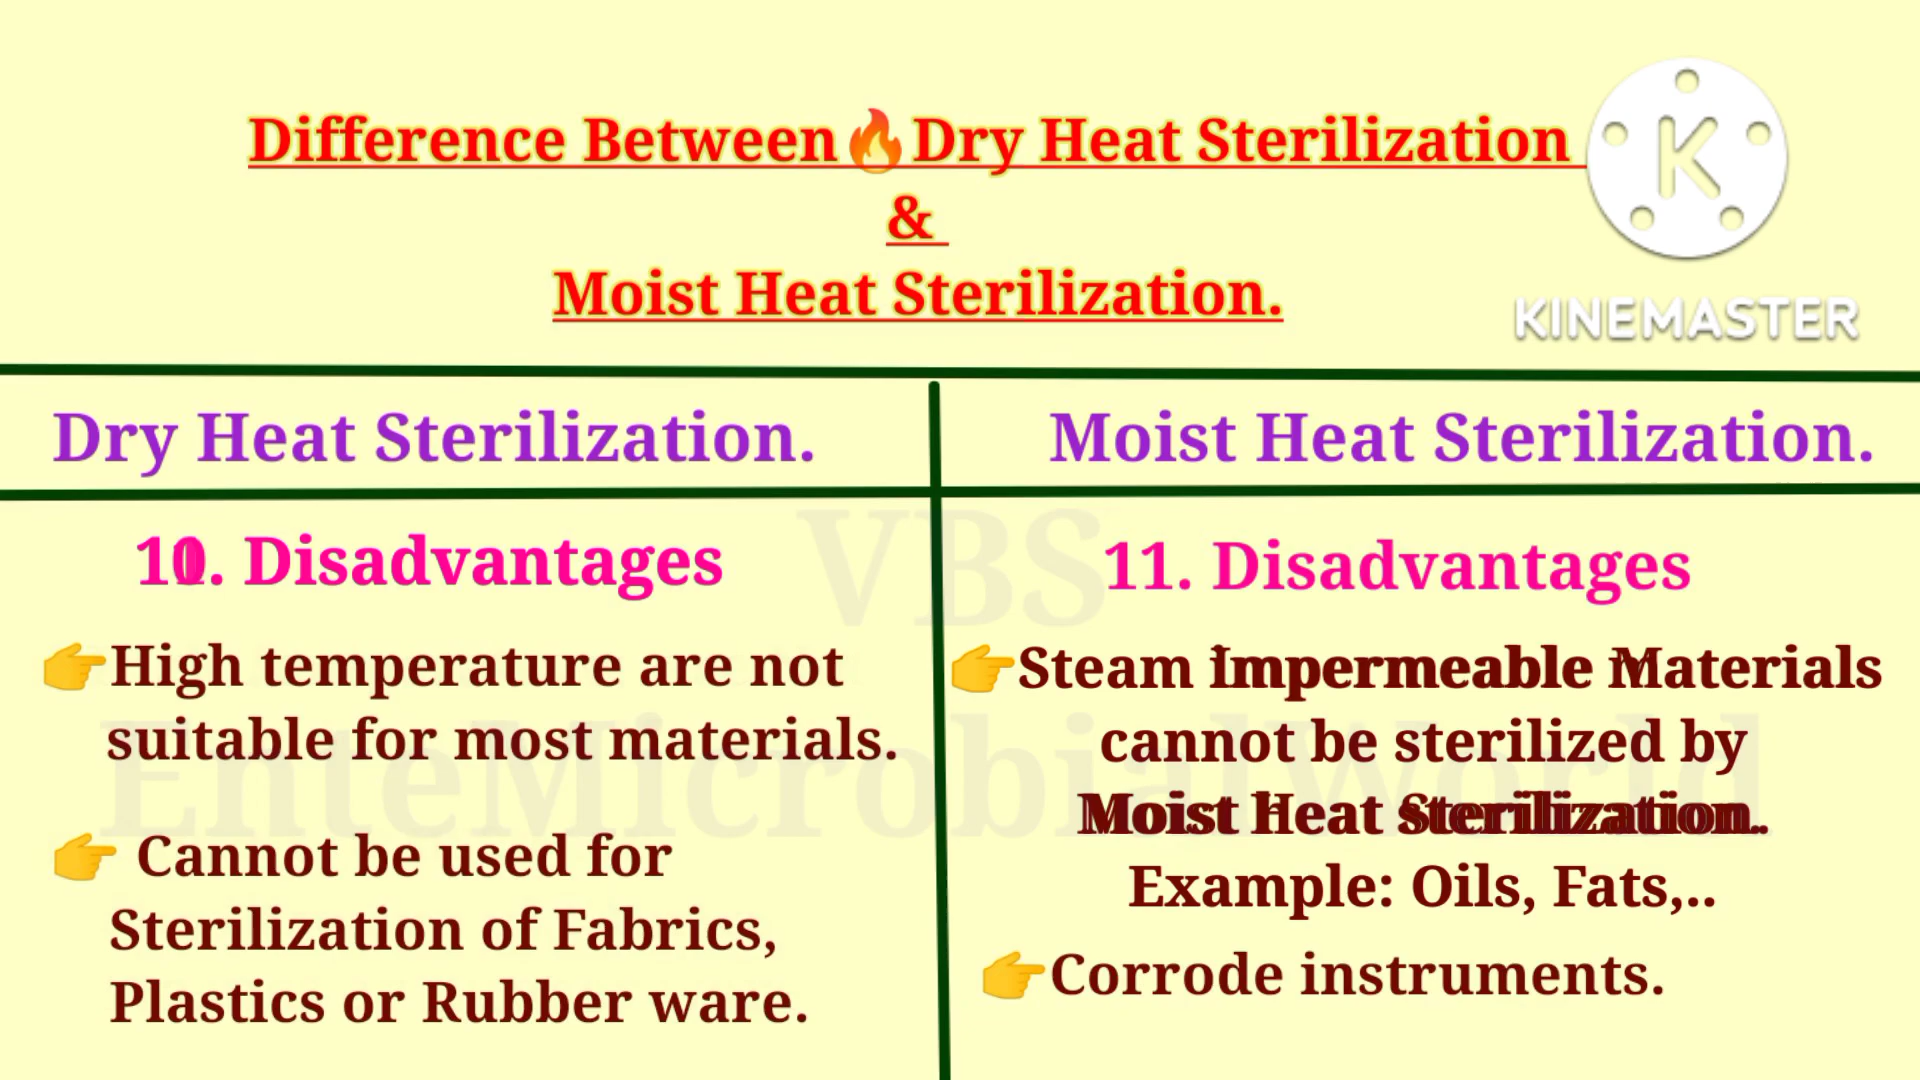 Difference Between🔥Dry Heat Sterilization
&
Moist Heat Sterilization.
KINEMASTER
Dry Heat Sterilization.
Moist Heat Sterilization.
Disadvantages
👉High temperature are not
suitable for most materials.
👉 Cannot be used for
Sterilization of Fabrics,
Plastics or Rubber ware.
11. Disadvantages
👉Steam Impermeable Materials
cannot be sterilized by
Moist Heat Sterilization.
Example: Oils, Fats,..
👉Corrode instruments.
VBS
EnteMicrobialWorld